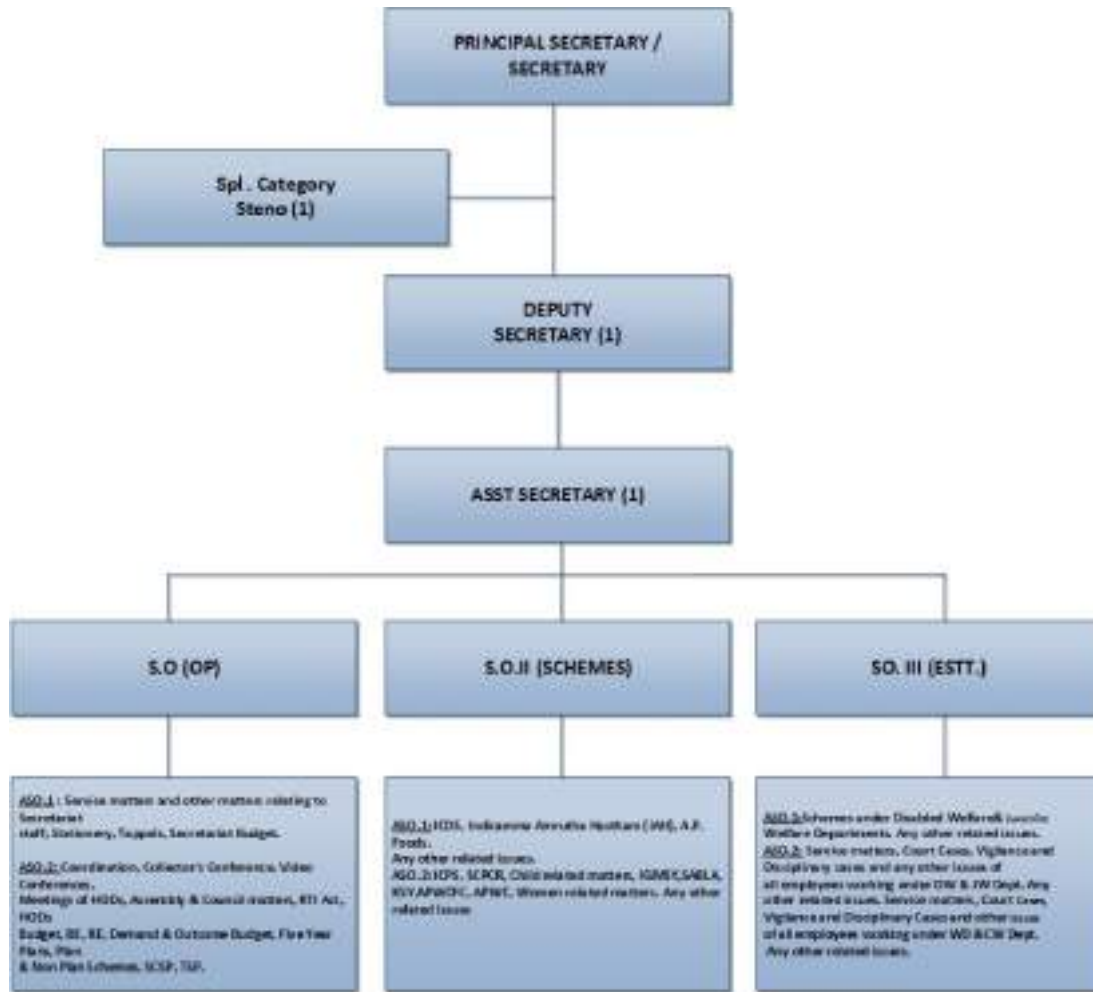 PRINCIPAL SECRETARY /
SECRETARY
Spl . Category
Steno (1)
DEPUTY
SECRETARY (1)
ASST SECRETARY (1)
S.O (OP)
S.O.II (SCHEMES)
SO. III (ESTT.)
ASO.1 : Service matters and other matters relating to
Secretariat
staff, Stationery, Tappals, Secretariat Budget.
ASO.2: Coordination, Collector's Conference, Video
Conferences.
Meetings of HODs, Assembly & Council matters, RTI Act,
HODs
Budget, BE, RE, Demand & Outcome Budget, Five Year
Plans, Plan
& Non Plan Schemes, SCSP, TSP.
ASO.1: ICDS, Indiramma Amrutha Hastham ( IAH), A.P.
Foods.
Any other related issues.
ASO.2: ICPS, SCPCR, Child related matters, SABLA,
Women related matters. Any other
related issue
Schemes under Disabled Welfare& Juvenile
Welfare Departments. Any other related issues.
ASO.2: Service matters, Court Cases, Vigilance and
Disciplinary cases and any other issues of
all employees working under DW & JW Dept. Any
other related issues. Service matters, Court Cases,
Vigilance and Disciplinary Cases and other issue
of all employees working under WD &CW Dept.
Any other related issues.